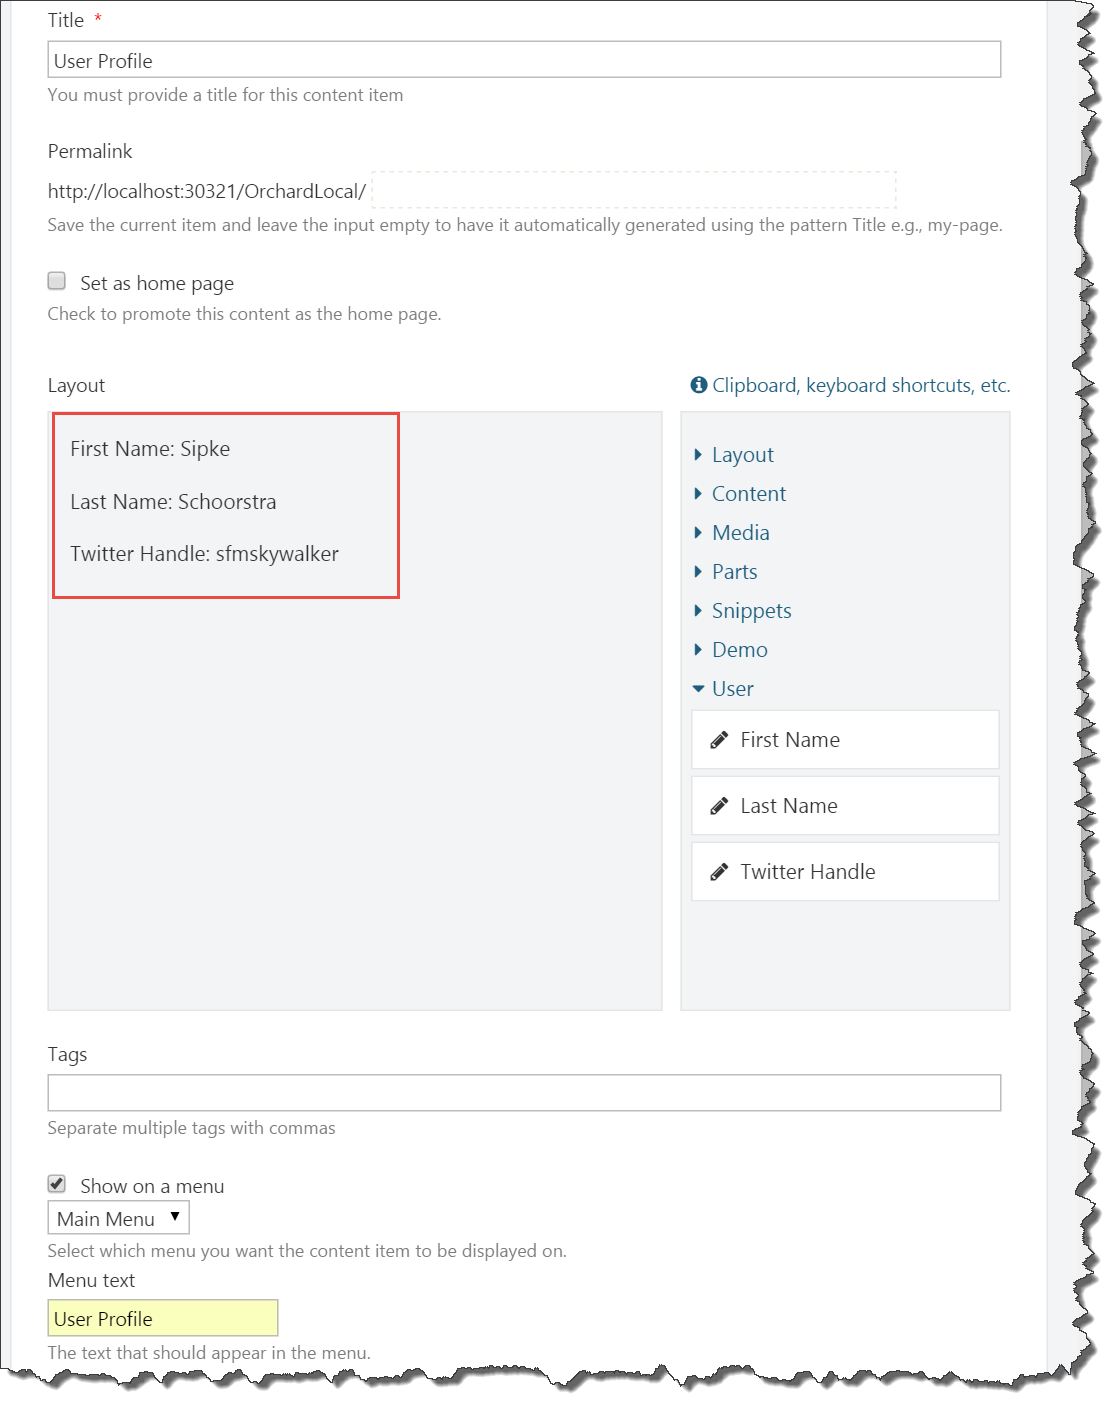 Title *
User Profile
You must provide a title for this content item
Permalink
http://localhost:30321/OrchardLocal/
Save the current item and leave the input empty to have it automatically generated using the pattern Title e.g., my-page.
Set as home page
Check to promote this content as the home page.
Layout
Clipboard, keyboard shortcuts, etc.
First Name: Sipke
Last Name: Schoorstra
Twitter Handle: sfmskywalker
Layout
Content
Media
Parts
Snippets
Demo
User
First Name
Last Name
Twitter Handle
Tags
Separate multiple tags with commas
Show on a menu
Main Menu
Select which menu you want the content item to be displayed on.
Menu text
User Profile
The text that should appear in the menu.